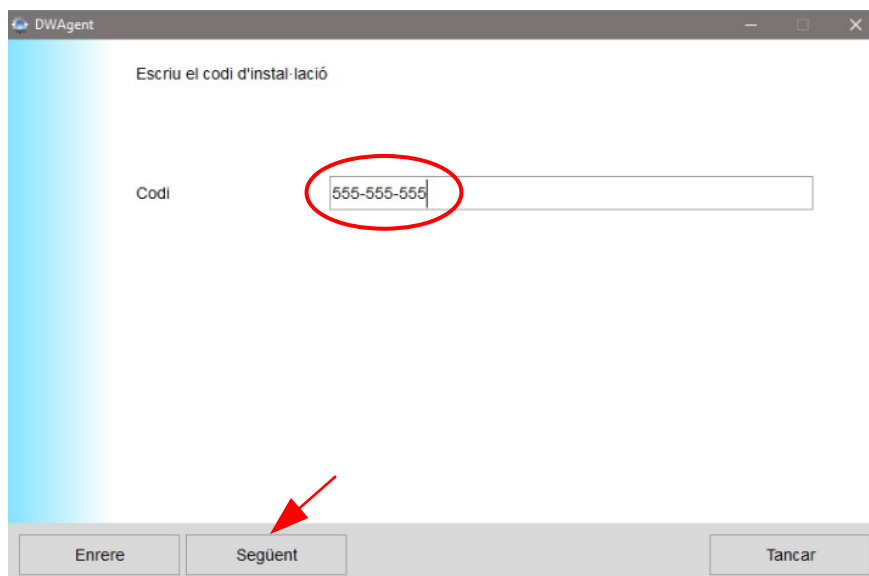 DWAgent
Escriu el codi d'instal·lació
Codi 555-555-555
Enrere Següent Tancar